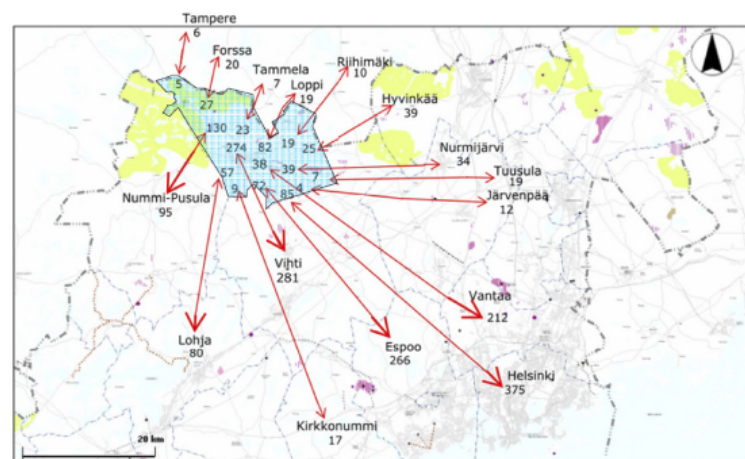 Tampere
6
Forssa
20
Tammela
7
Loppi
19
Riihimäki
10
Hyvinkää
39
5
27
130
23
82
19
25
274
38
39
7
57
9
72
85
4
Nurmijärvi
34
Tuusula
19
Järvenpää
12
Nummi-Pusula
95
Vihti
281
Vantaa
212
Lohja
80
Espoo
266
Helsinki
375
Kirkkonummi
17
20 km